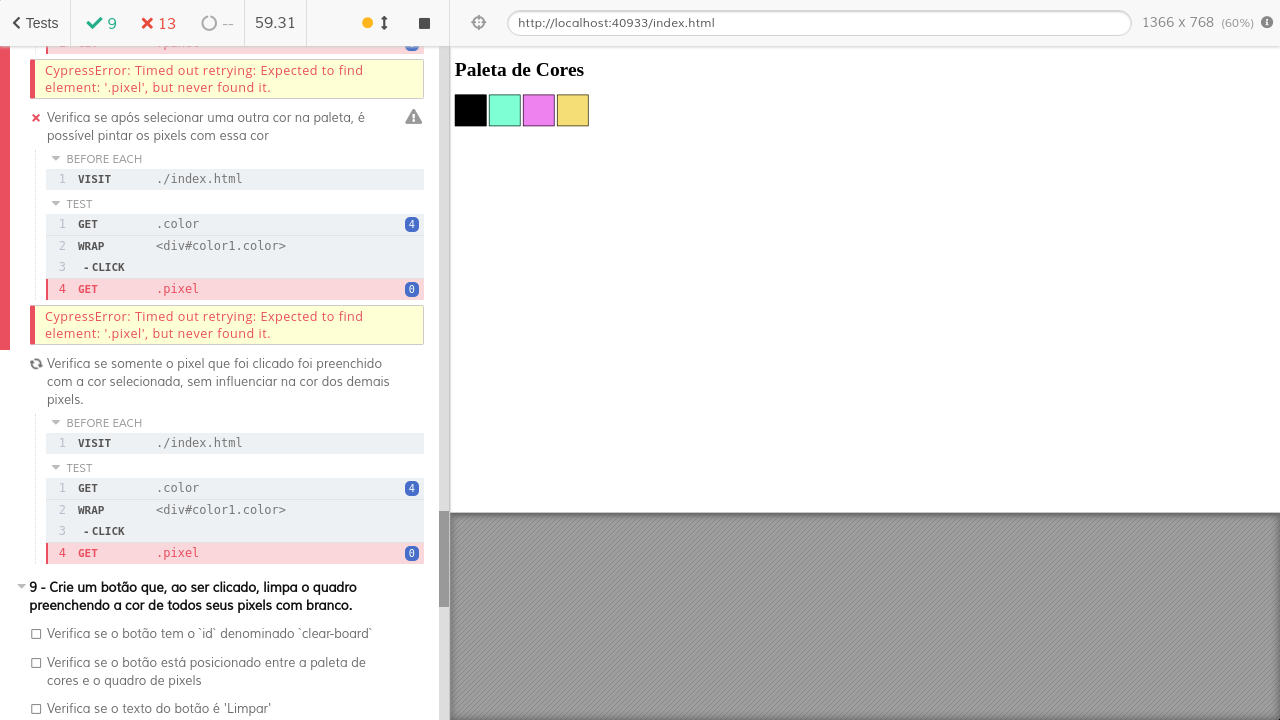 Tests 9 13 -- 59.31 http://localhost:40933/index.html 1366 x 768 (60%)
CypressError: Timed out retrying: Expected to find
element: '.pixel', but never found it.
Verifica se após selecionar uma outra cor na paleta, é
possível pintar os pixels com essa cor
BEFORE EACH
1 VISIT ./index.html
TEST
1 GET .color 4
2 WRAP <div#color1.color>
3 - CLICK
4 GET .pixel 0
CypressError: Timed out retrying: Expected to find
element: '.pixel', but never found it.
Verifica se somente o pixel que foi clicado foi preenchido
com a cor selecionada, sem influenciar na cor dos demais
pixels.
BEFORE EACH
1 VISIT ./index.html
TEST
1 GET .color 4
2 WRAP <div#color1.color>
3 - CLICK
4 GET .pixel 0
9 - Crie um botão que, ao ser clicado, limpa o quadro
preenchendo a cor de todos seus pixels com branco.
Verifica se o botão tem o `id` denominado `clear-board`
Verifica se o botão está posicionado entre a paleta de
cores e o quadro de pixels
Verifica se o texto do botão é 'Limpar'
Paleta de Cores